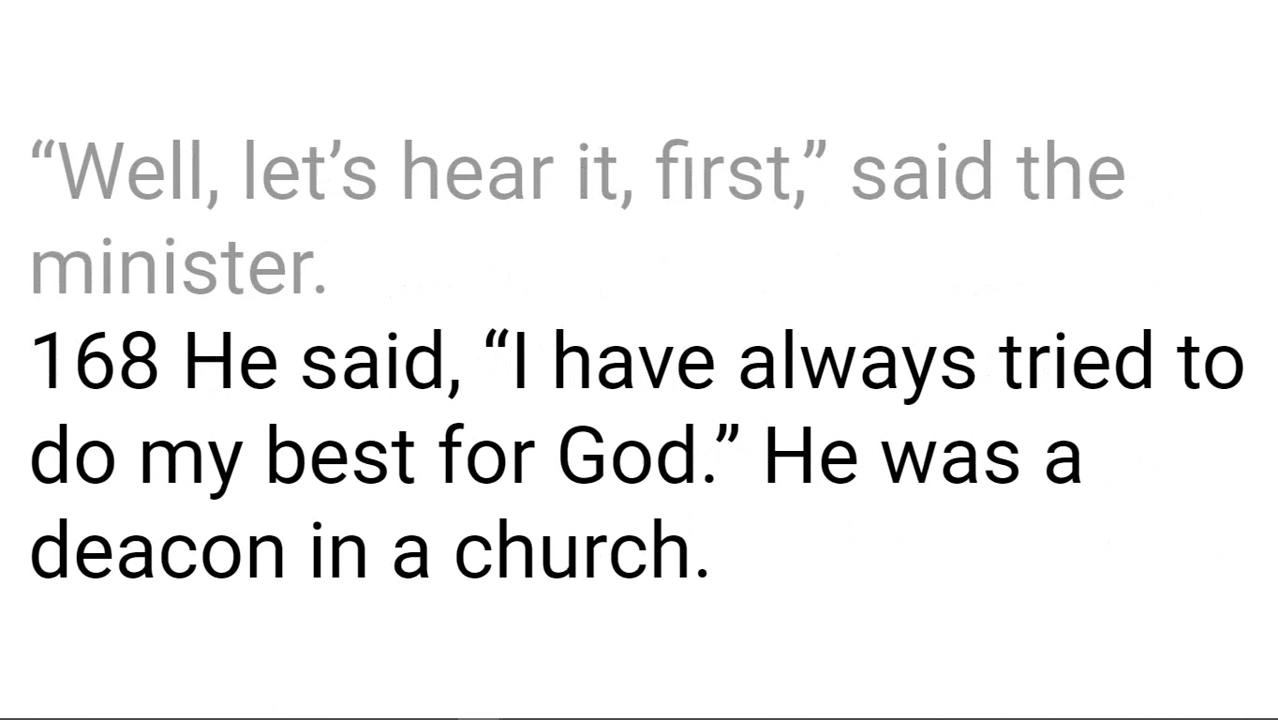 “Well, let’s hear it, first,” said the
minister.
168 He said, “I have always tried to
do my best for God.” He was a
deacon in a church.